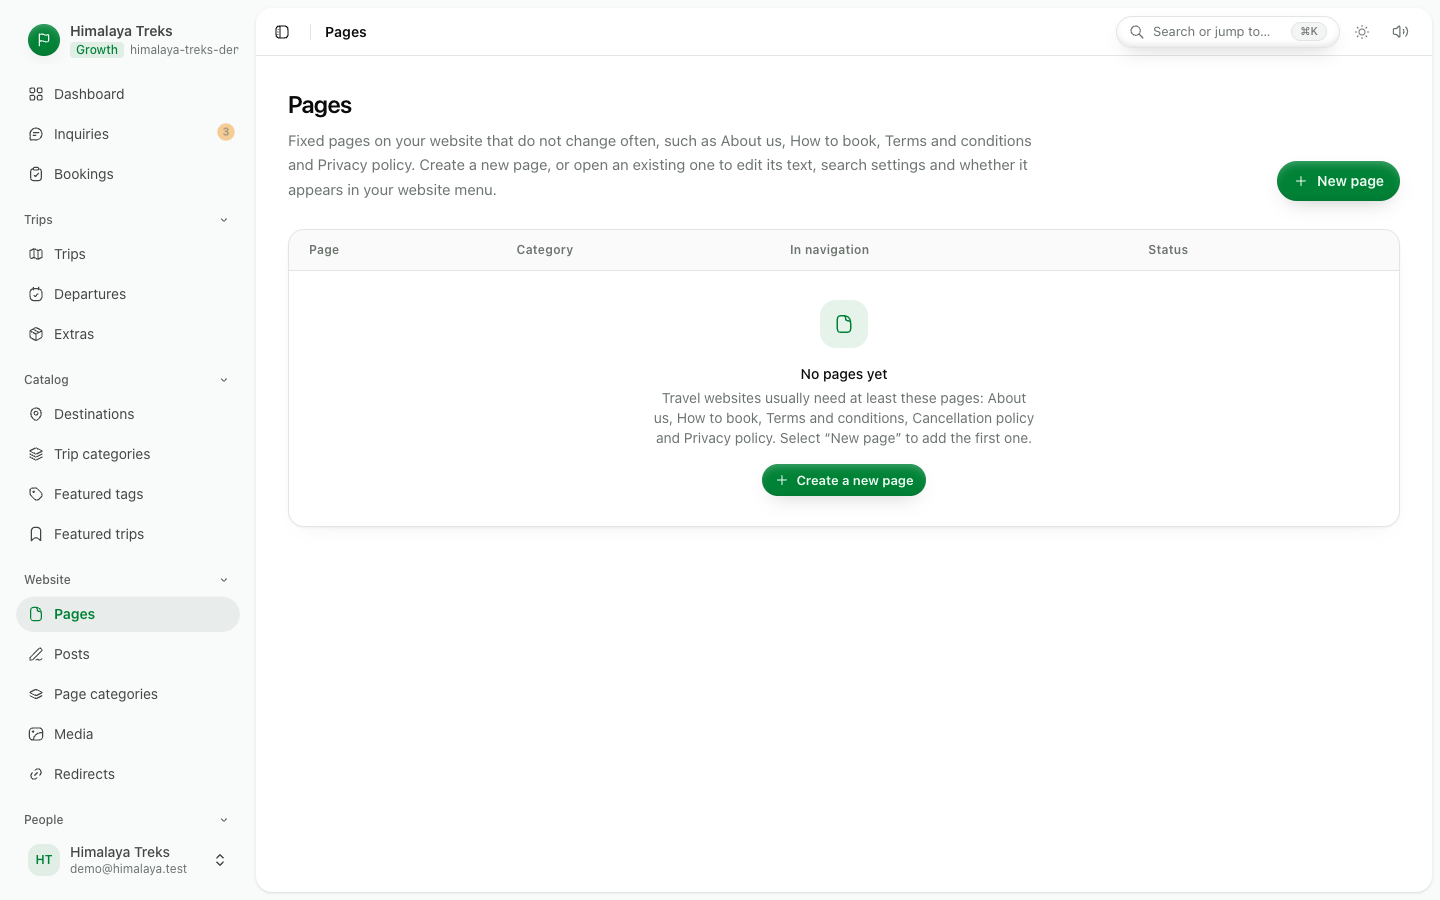 Himalaya Treks
Growth himalaya-treks-der
Dashboard
Inquiries 3
Bookings
Trips
Trips
Departures
Extras
Catalog
Destinations
Trip categories
Featured tags
Featured trips
Website
Pages
Posts
Page categories
Media
Redirects
People
HT
Himalaya Treks
demo@himalaya.test
Pages
Search or jump to... ⌘K
Pages
Fixed pages on your website that do not change often, such as About us, How to book, Terms and conditions
and Privacy policy. Create a new page, or open an existing one to edit its text, search settings and whether it
appears in your website menu.
New page
Page Category In navigation Status
No pages yet
Travel websites usually need at least these pages: About
us, How to book, Terms and conditions, Cancellation policy
and Privacy policy. Select “New page” to add the first one.
Create a new page